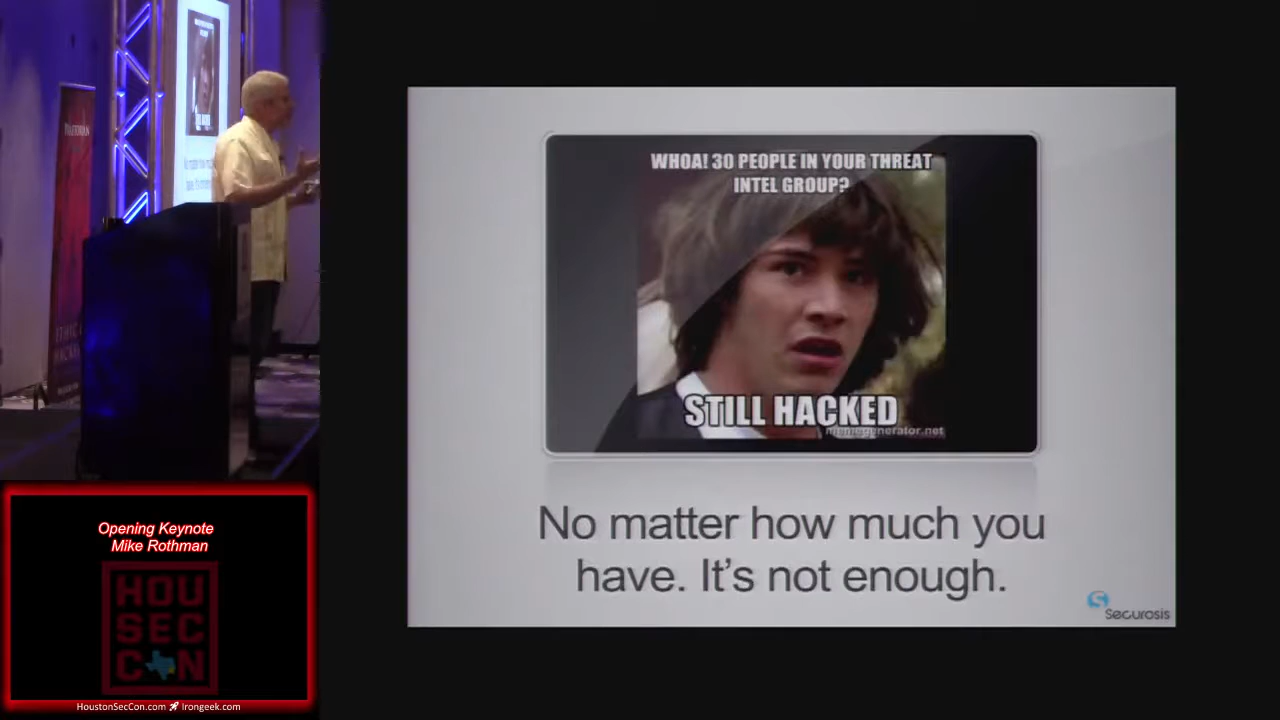 WHOA! 30 PEOPLE IN YOUR THREAT
INTEL GROUP?
STILL HACKED
memegenerator.net
No matter how much you
have. It's not enough.
Securosis
Opening Keynote
Mike Rothman
HOU
SEC
CON
HoustonSecCon.com Irongeek.com